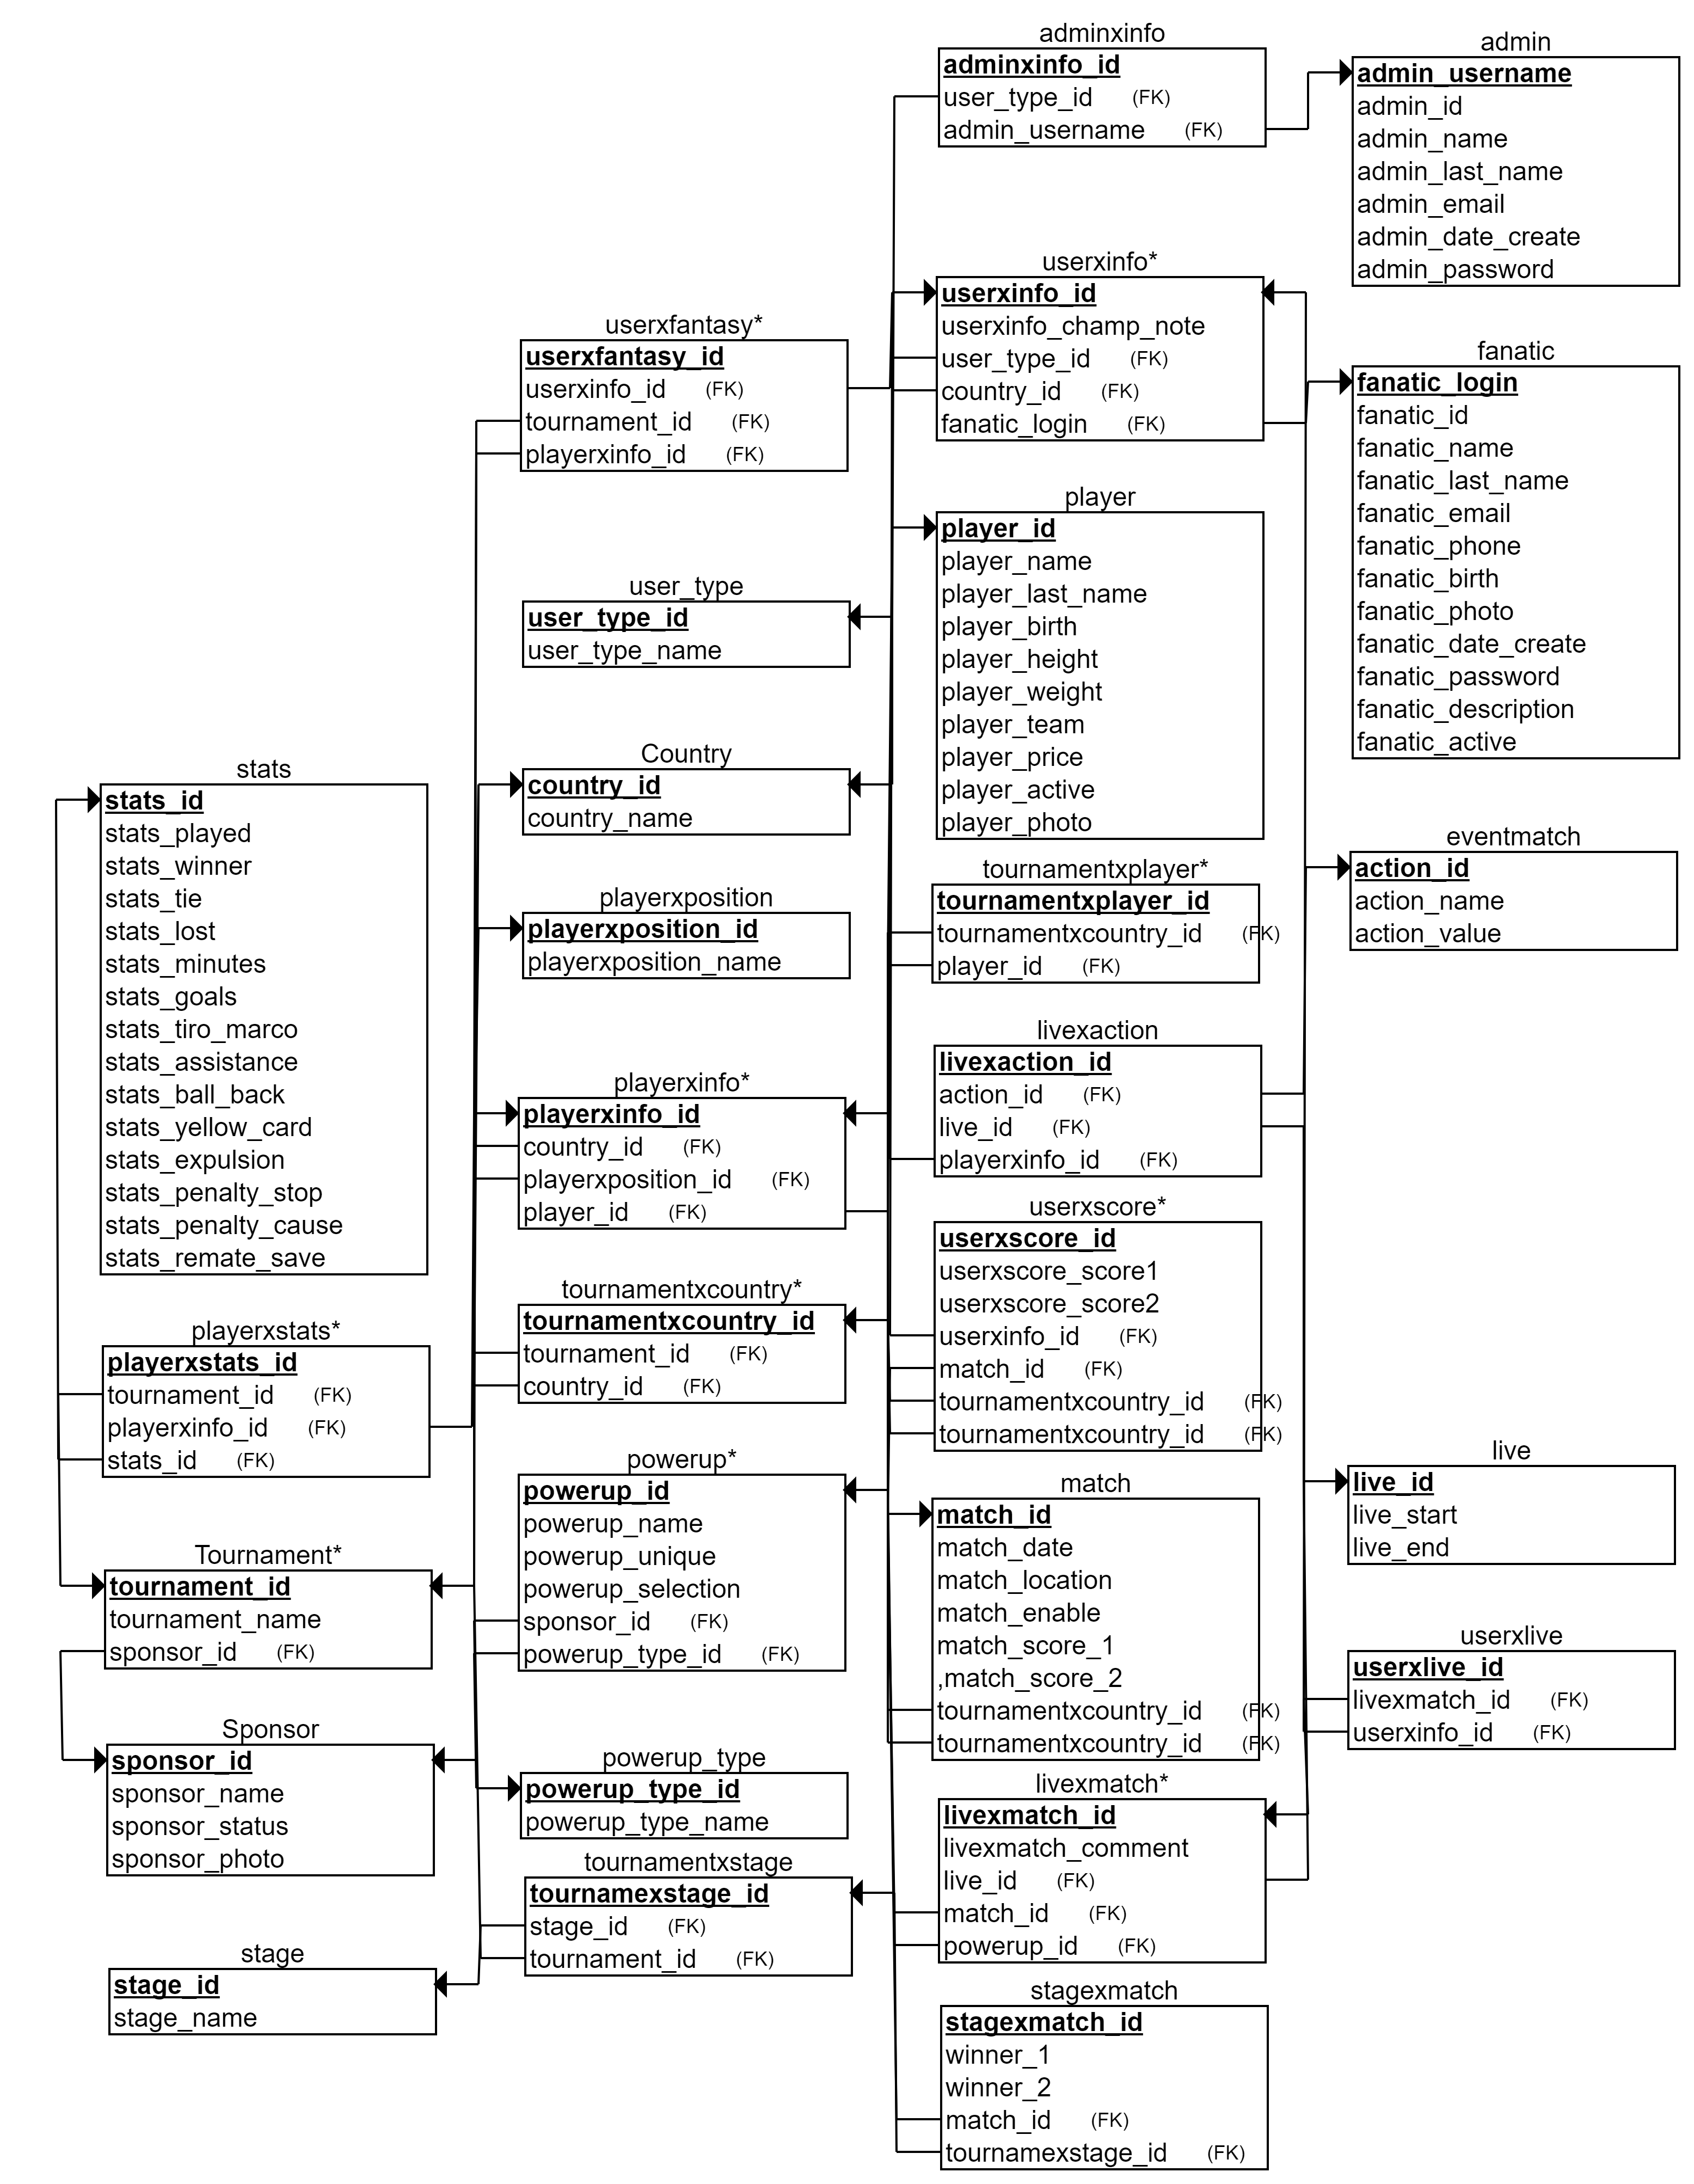 adminxinfo
adminxinfo_id
user_type_id (FK)
admin_username (FK)
admin
admin_username
admin_id
admin_name
admin_last_name
admin_email
admin_date_create
admin_password
userxinfo*
userxinfo_id
userxinfo_champ_note
user_type_id (FK)
country_id (FK)
fanatic_login (FK)
userxfantasy*
userxfantasy_id
userxinfo_id (FK)
tournament_id (FK)
playerxinfo_id (FK)
fanatic
fanatic_login
fanatic_id
fanatic_name
fanatic_last_name
fanatic_email
fanatic_phone
fanatic_birth
fanatic_photo
fanatic_date_create
fanatic_password
fanatic_description
fanatic_active
player
player_id
player_name
player_last_name
player_birth
player_height
player_weight
player_team
player_price
player_active
player_photo
user_type
user_type_id
user_type_name
Country
country_id
country_name
stats
stats_id
stats_played
stats_winner
stats_tie
stats_lost
stats_minutes
stats_goals
stats_tiro_marco
stats_assistance
stats_ball_back
stats_yellow_card
stats_expulsion
stats_penalty_stop
stats_penalty_cause
stats_remate_save
playerxposition
playerxposition_id
playerxposition_name
tournamentxplayer*
tournamentxplayer_id
tournamentxcountry_id (FK)
player_id (FK)
eventmatch
action_id
action_name
action_value
livexaction
livexaction_id
action_id (FK)
live_id (FK)
playerxinfo_id (FK)
playerxinfo*
playerxinfo_id
country_id (FK)
playerxposition_id (FK)
player_id (FK)
userxscore*
userxscore_id
userxscore_score1
userxscore_score2
userxinfo_id (FK)
match_id (FK)
tournamentxcountry_id (FK)
tournamentxcountry_id (FK)
tournamentxcountry*
tournamentxcountry_id
tournament_id (FK)
country_id (FK)
playerxstats*
playerxstats_id
tournament_id (FK)
playerxinfo_id (FK)
stats_id (FK)
powerup*
powerup_id
powerup_name
powerup_unique
powerup_selection
sponsor_id (FK)
powerup_type_id (FK)
match
match_id
match_date
match_location
match_enable
match_score_1
,match_score_2
tournamentxcountry_id (FK)
tournamentxcountry_id (FK)
live
live_id
live_start
live_end
Tournament*
tournament_id
tournament_name
sponsor_id (FK)
userxlive
userxlive_id
livexmatch_id (FK)
userxinfo_id (FK)
Sponsor
sponsor_id
sponsor_name
sponsor_status
sponsor_photo
powerup_type
powerup_type_id
powerup_type_name
livexmatch*
livexmatch_id
livexmatch_comment
live_id (FK)
match_id (FK)
powerup_id (FK)
tournamentxstage
tournamexstage_id
stage_id (FK)
tournament_id (FK)
stage
stage_id
stage_name
stagexmatch
stagexmatch_id
winner_1
winner_2
match_id (FK)
tournamexstage_id (FK)